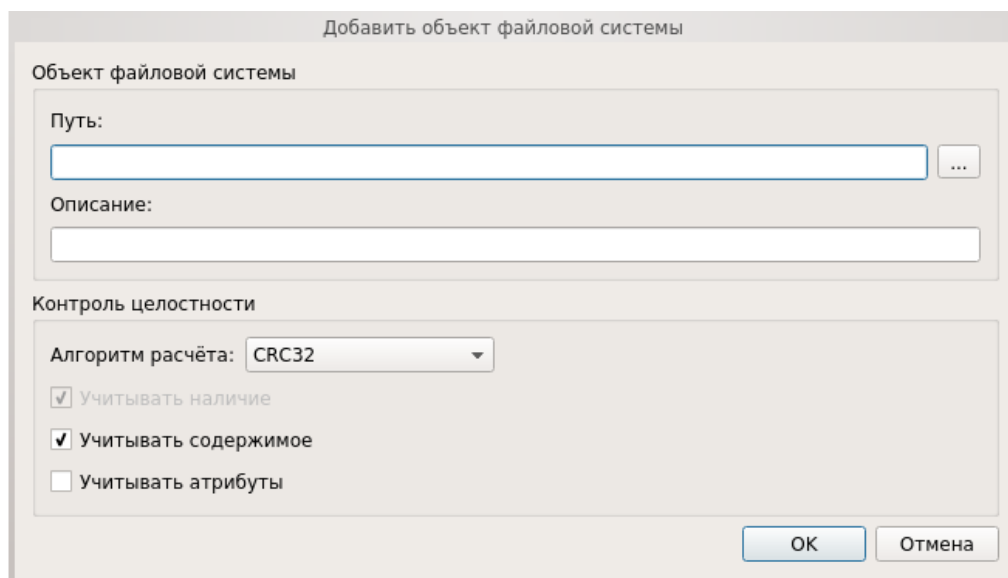 Добавить объект файловой системы
Объект файловой системы
Путь:
...
Описание:
Контроль целостности
Алгоритм расчёта: CRC32
Учитывать наличие
Учитывать содержимое
Учитывать атрибуты
OK Отмена